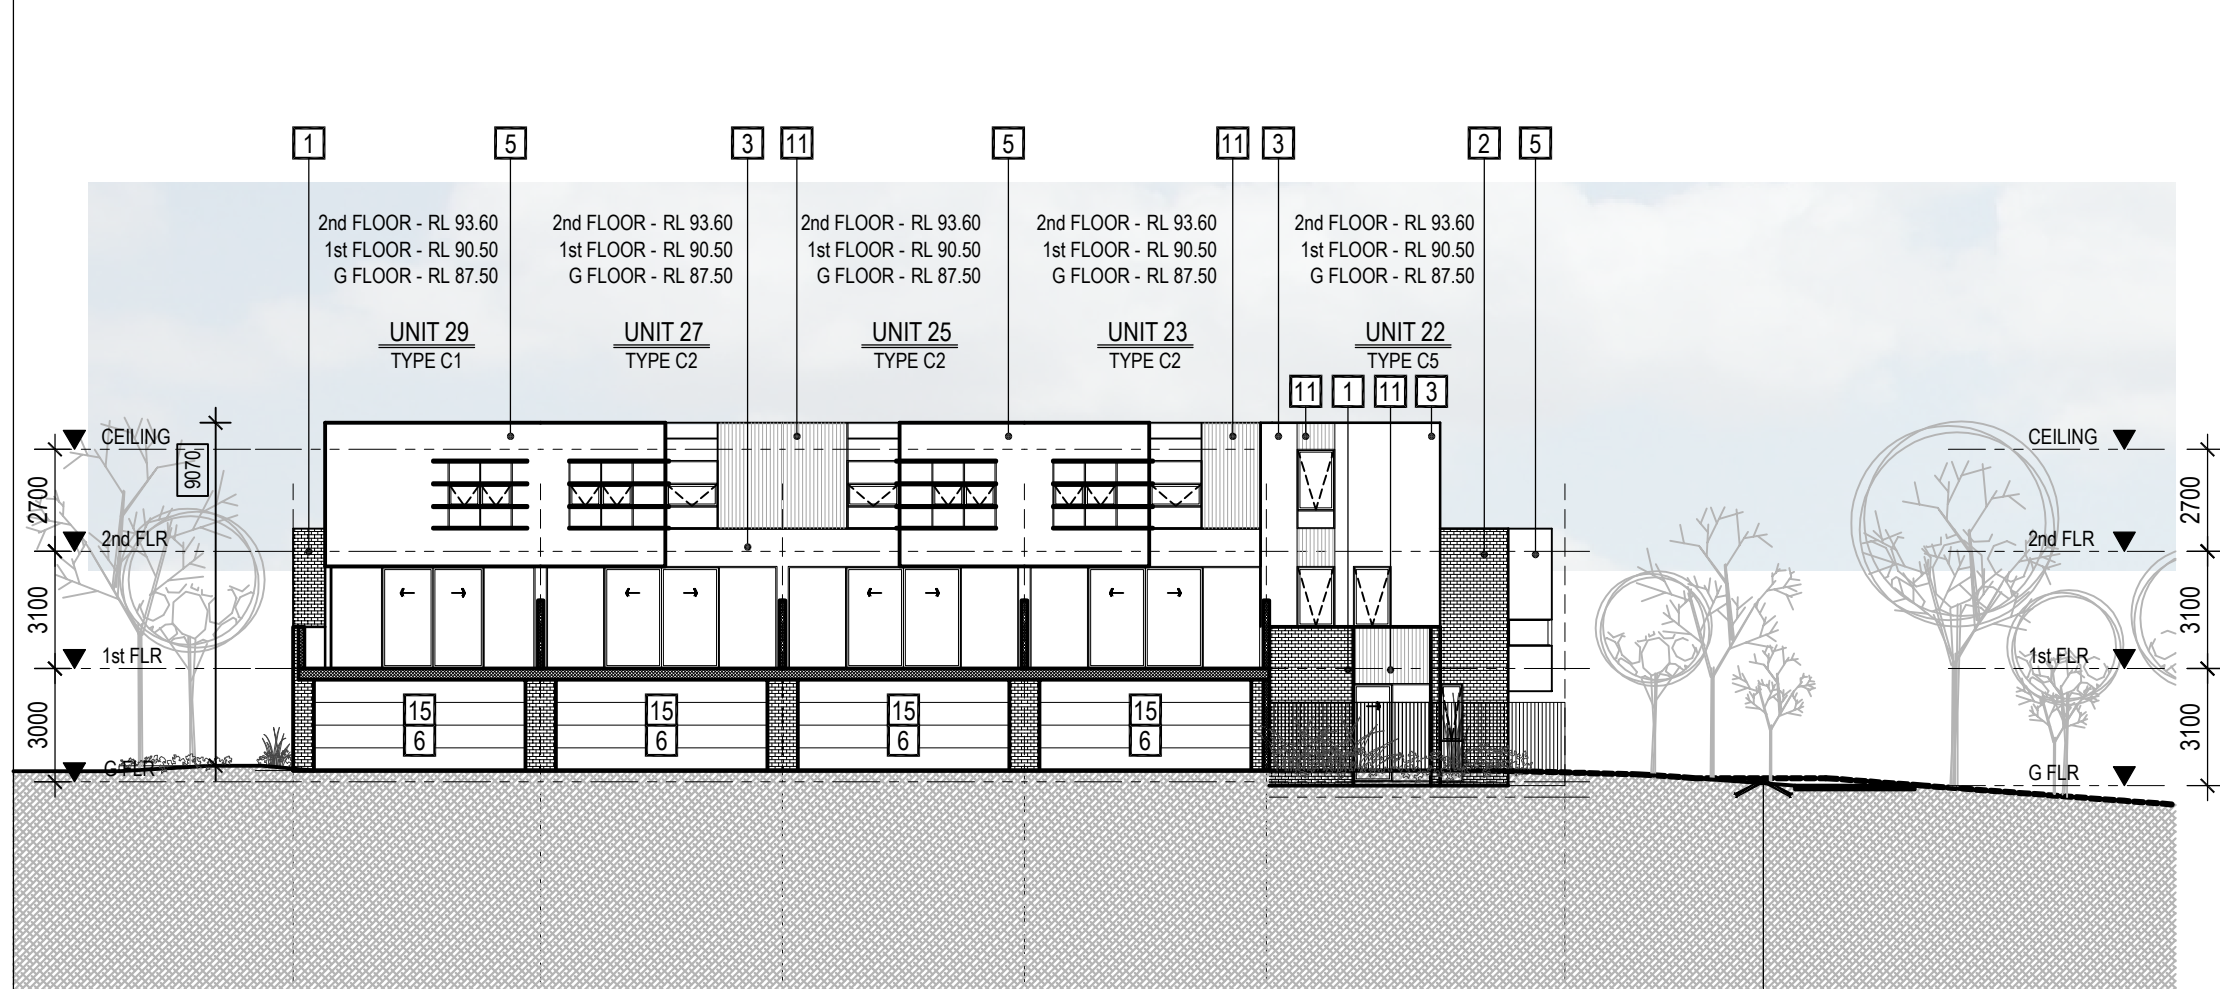 1 5 3 11 5 11 3 2 5
2nd FLOOR - RL 93.60 2nd FLOOR - RL 93.60 2nd FLOOR - RL 93.60 2nd FLOOR - RL 93.60 2nd FLOOR - RL 93.60
1st FLOOR - RL 90.50 1st FLOOR - RL 90.50 1st FLOOR - RL 90.50 1st FLOOR - RL 90.50 1st FLOOR - RL 90.50
G FLOOR - RL 87.50 G FLOOR - RL 87.50 G FLOOR - RL 87.50 G FLOOR - RL 87.50 G FLOOR - RL 87.50
UNIT 29 UNIT 27 UNIT 25 UNIT 23 UNIT 22
TYPE C1 TYPE C2 TYPE C2 TYPE C2 TYPE C5
11 1 11 3
CEILING CEILING
9070
2700 2700
2nd FLR 2nd FLR
3100 3100
1st FLR 1st FLR
15 15 15 15
6 6 6 6
3000 3100
G FLR G FLR